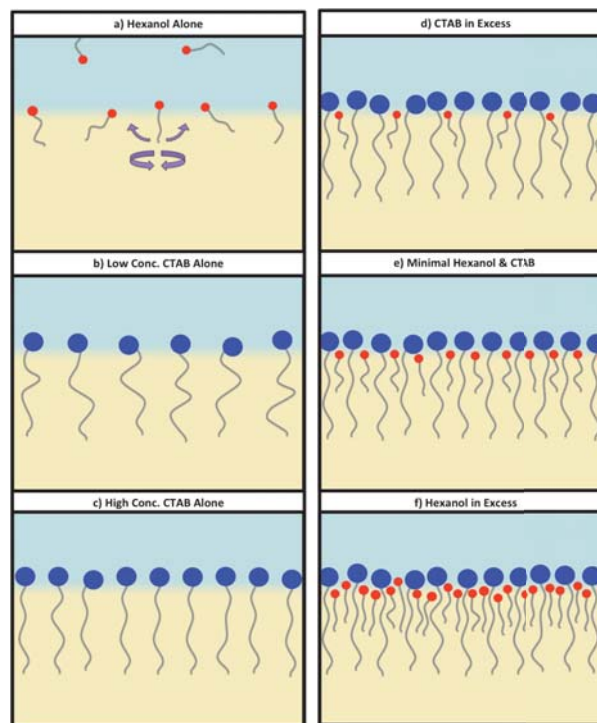 a) Hexanol Alone
b) Low Conc. CTAB Alone
c) High Conc. CTAB Alone
d) CTAB in Excess
e) Minimal Hexanol & CTAB
f) Hexanol in Excess